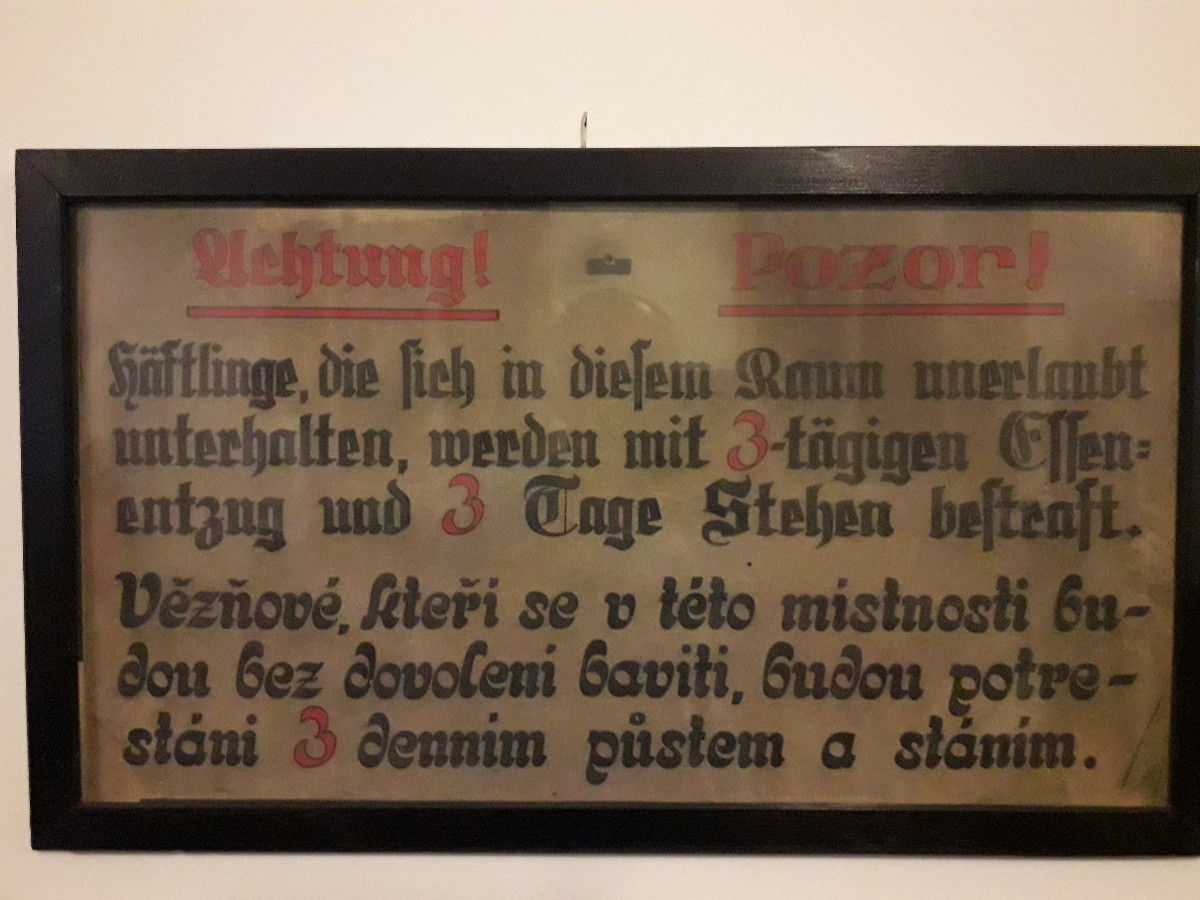 Achtung! Pozor!
Häftlinge, die sich in diesem Raum unerlaubt
unterhalten, werden mit 3-tägigen Essen=
entzug und 3 Tage Stehen bestraft.
Vězňové, kteří se v této místnosti bu-
dou bez dovolení baviti, budou potre-
stáni 3 denním půstem a stáním.